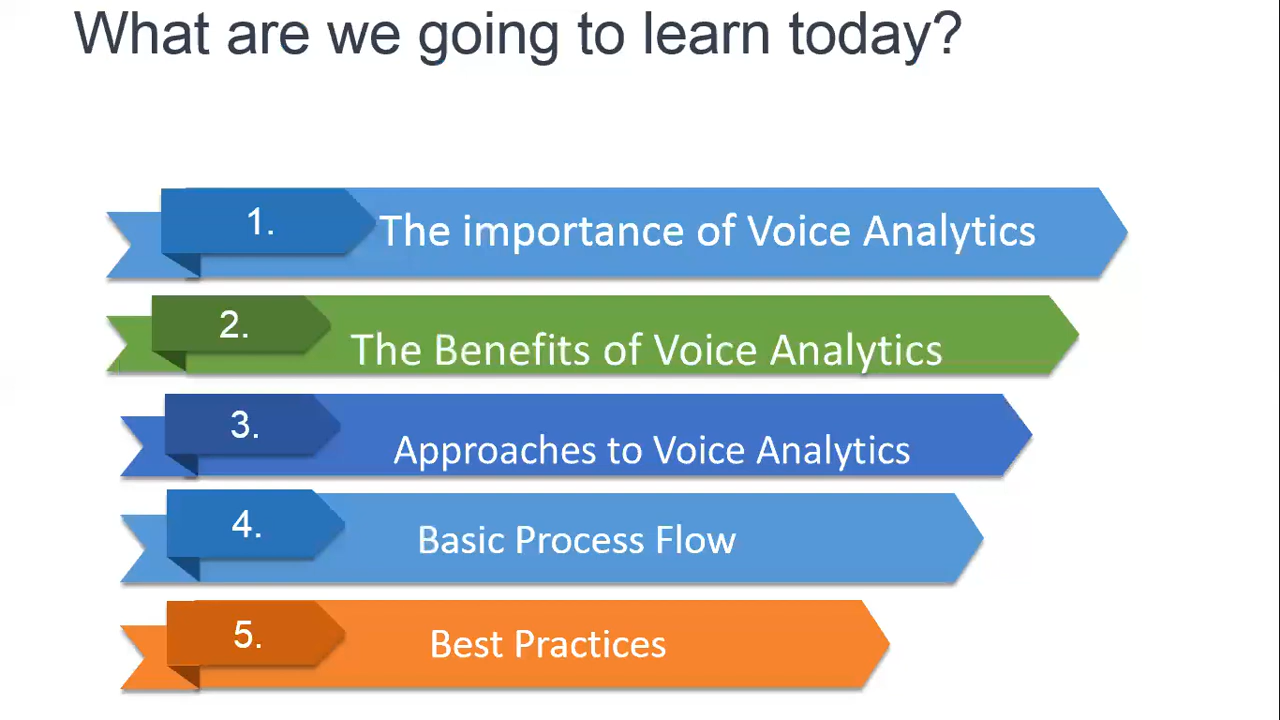 What are we going to learn today?
1. The importance of Voice Analytics
2. The Benefits of Voice Analytics
3. Approaches to Voice Analytics
4. Basic Process Flow
5. Best Practices